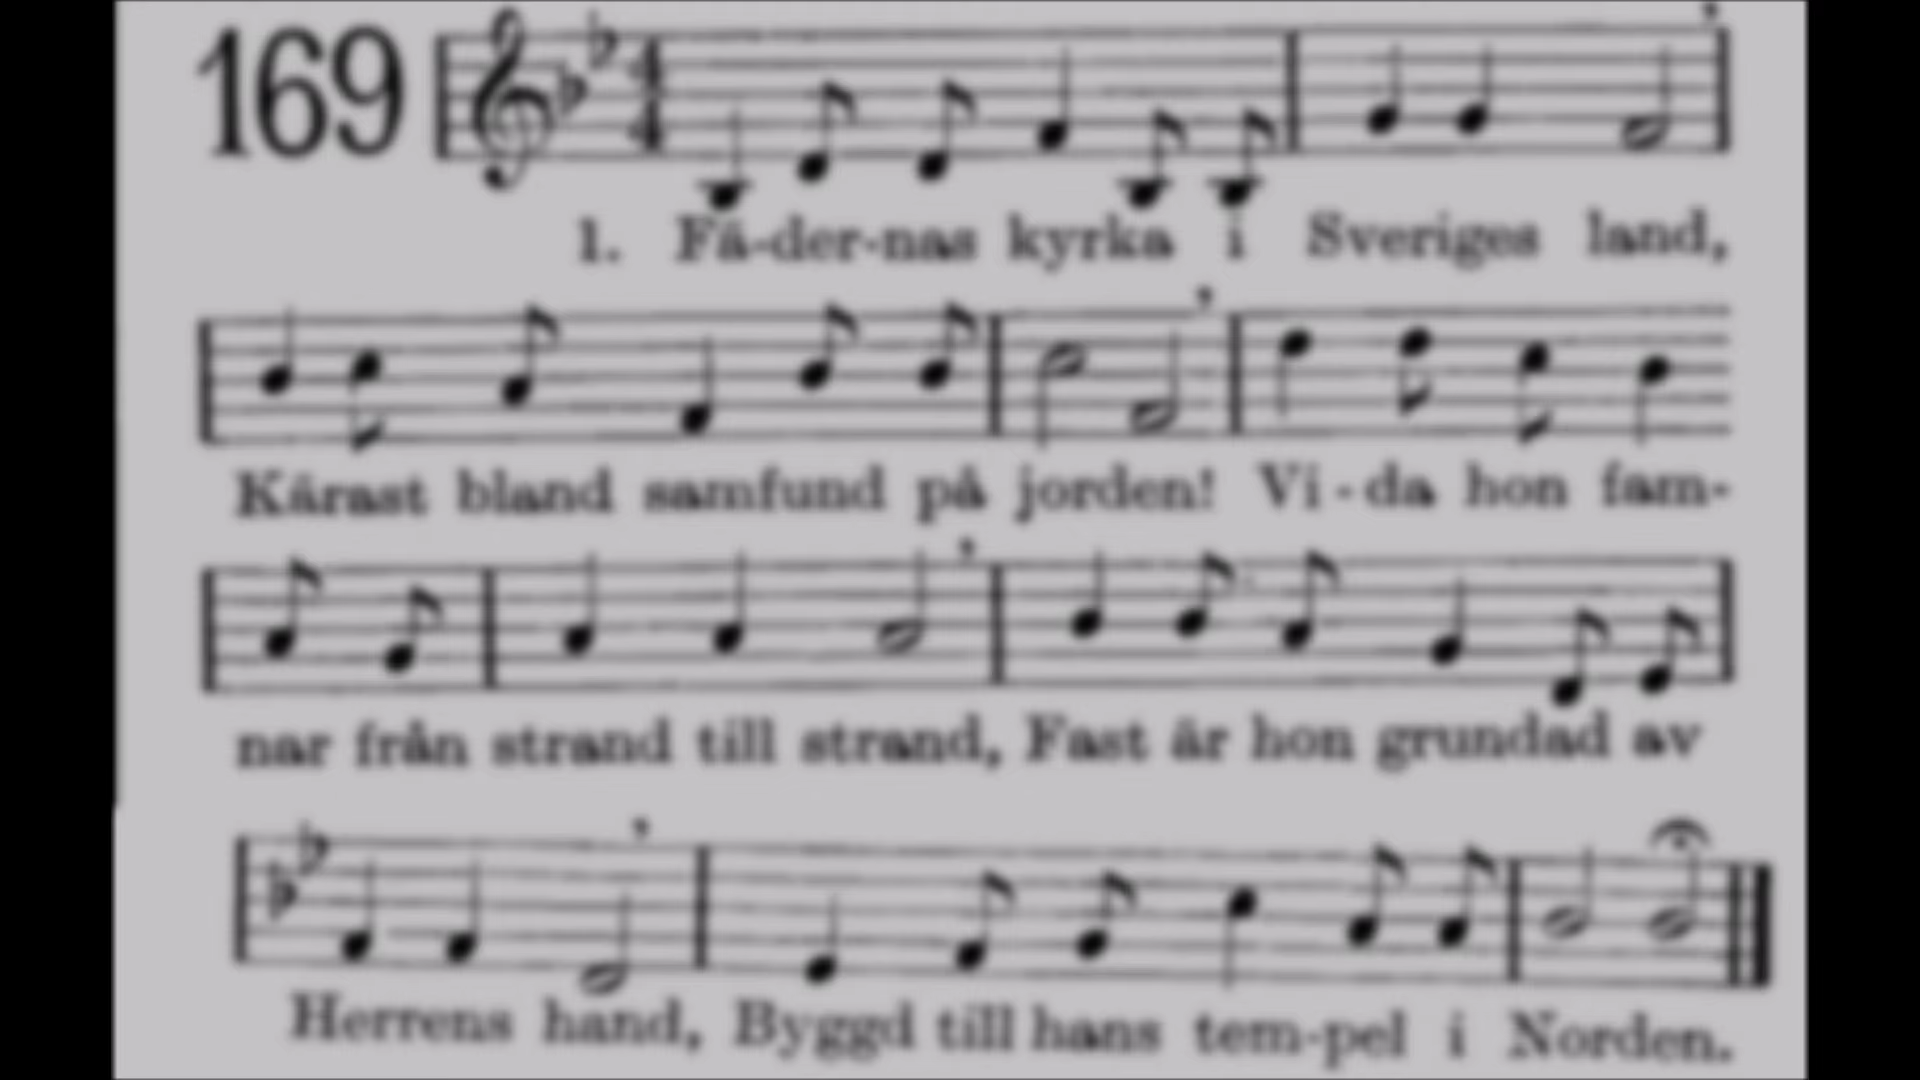 169
1. Fä-der-nas kyrka i Sveriges land,
Kärast bland samfund på jorden! Vi-da hon fam-
nar från strand till strand, Fast är hon grundad av
Herrens hand, Byggd till hans tem-pel i Norden.